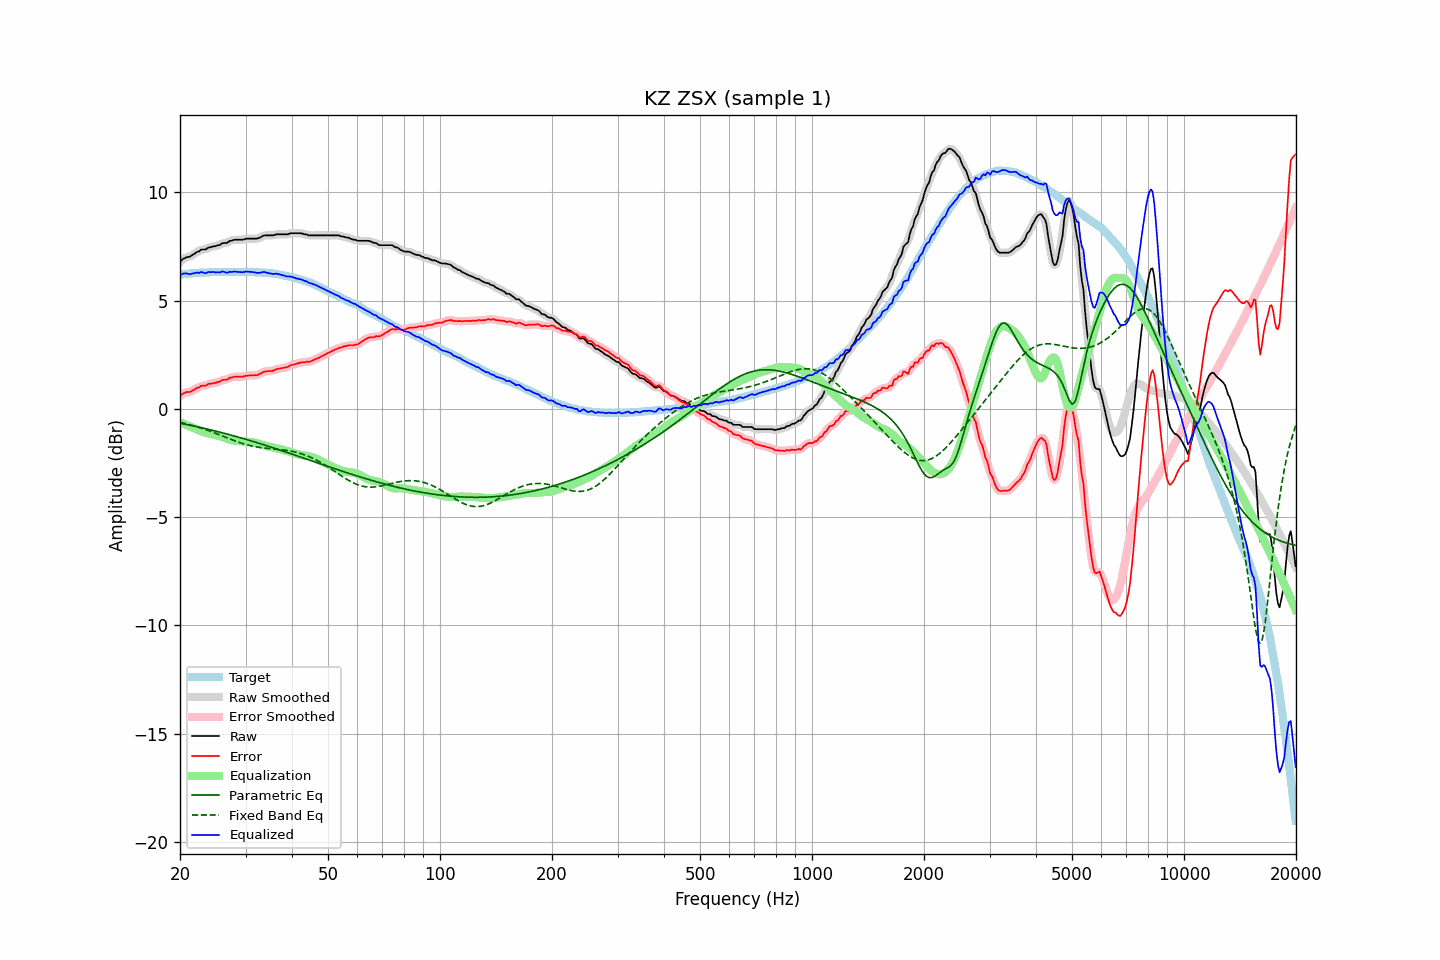 KZ ZSX (sample 1)
Amplitude (dBr)
10
5
0
−5
−10
−15
−20
Target
Raw Smoothed
Error Smoothed
Raw
Error
Equalization
Parametric Eq
Fixed Band Eq
Equalized
20 50 100 200 500 1000 2000 5000 10000 20000
Frequency (Hz)